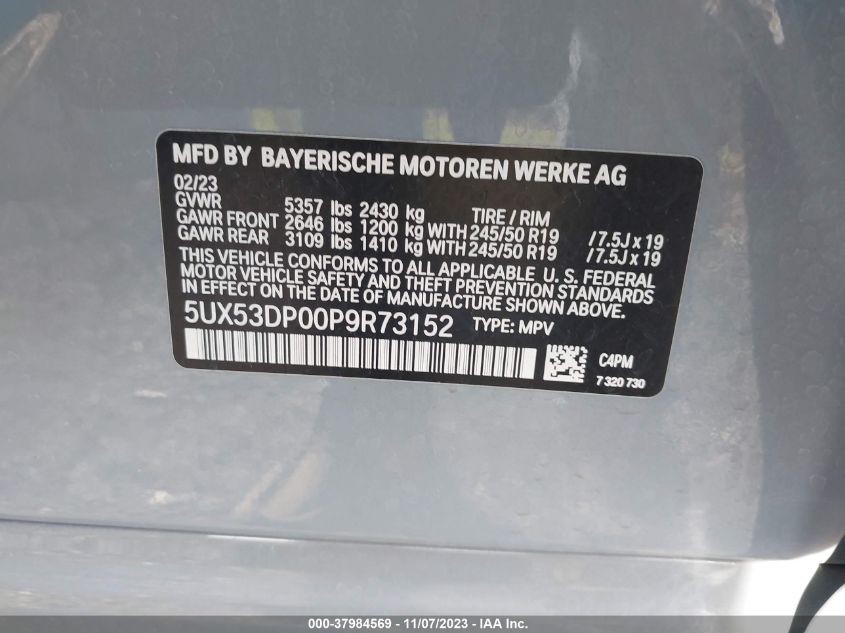 MFD BY BAYERISCHE MOTOREN WERKE AG
02/23
GVWR 5357 lbs 2430 kg TIRE / RIM
GAWR FRONT 2646 lbs 1200 kg WITH 245/50 R19 /7.5J x 19
GAWR REAR 3109 lbs 1410 kg WITH 245/50 R19 /7.5J x 19
THIS VEHICLE CONFORMS TO ALL APPLICABLE U. S. FEDERAL
MOTOR VEHICLE SAFETY AND THEFT PREVENTION STANDARDS
IN EFFECT ON THE DATE OF MANUFACTURE SHOWN ABOVE.
5UX53DP00P9R73152 TYPE: MPV
C4PM
7 320 730
000-37984569 - 11/07/2023 - IAA Inc.